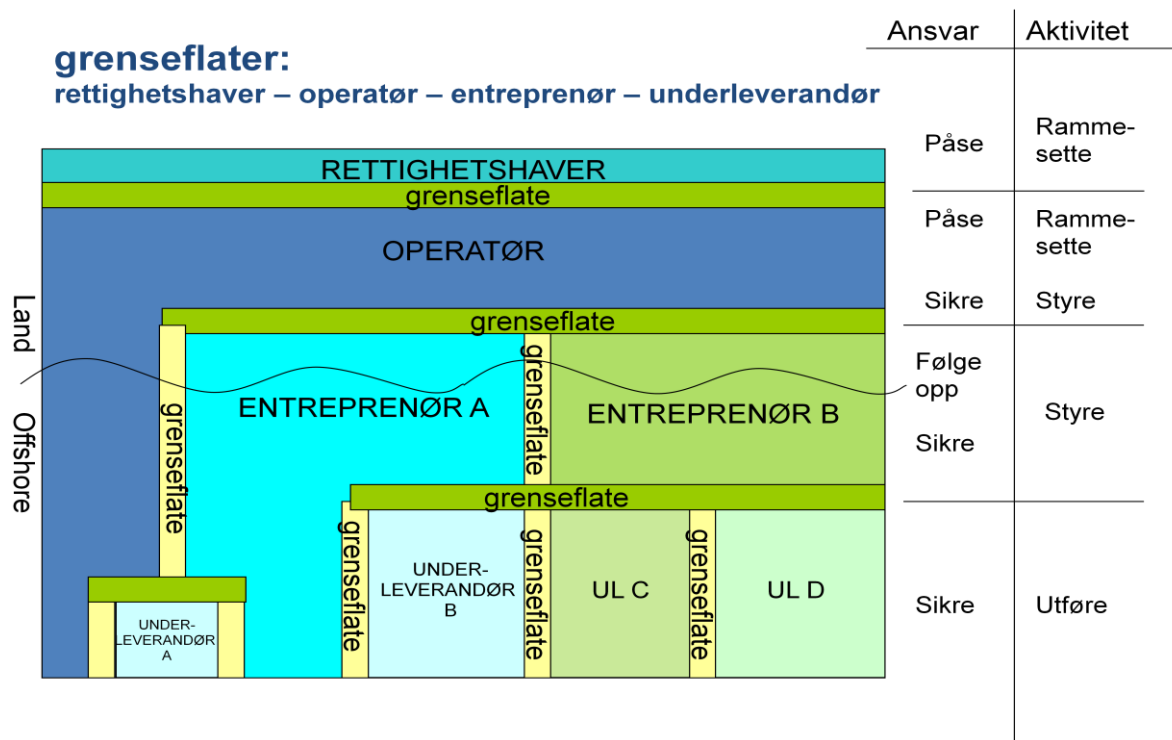 grenseflater:
rettighetshaver – operatør – entreprenør – underleverandør
Ansvar
Aktivitet
RETTIGHETSHAVER
grenseflate
OPERATØR
grenseflate
Land
Offshore
grenseflate
ENTREPRENØR A
grenseflate
ENTREPRENØR B
grenseflate
UNDER-
LEVERANDØR
A
grenseflate
UNDER-
LEVERANDØR
B
grenseflate
UL C
grenseflate
UL D
Påse
Ramme-
sette
Påse
Ramme-
sette
Sikre
Styre
Følge
opp
Sikre
Styre
Sikre
Utføre